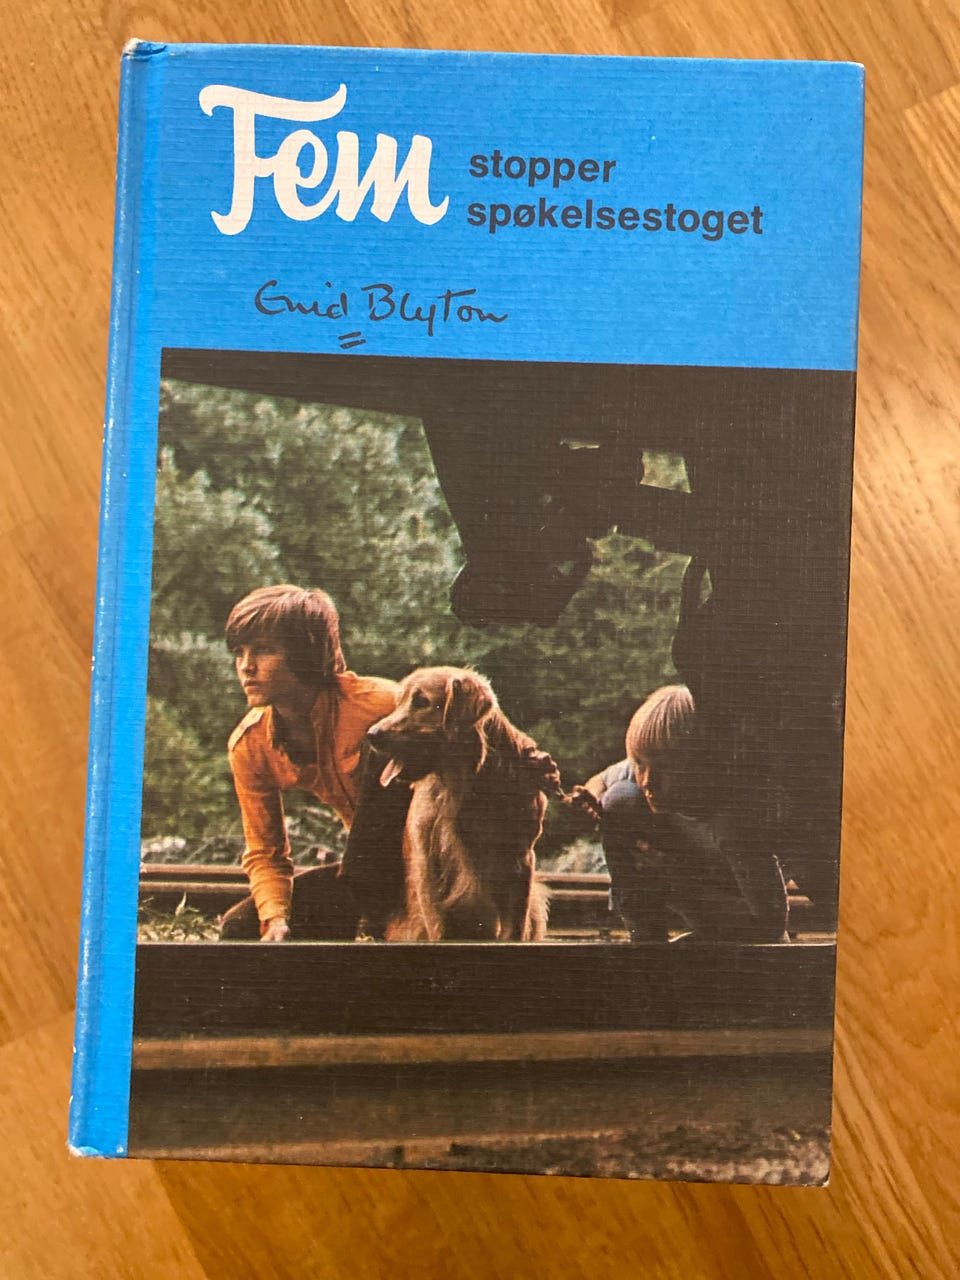 Fem stopper
spøkelsestoget
Enid Blyton